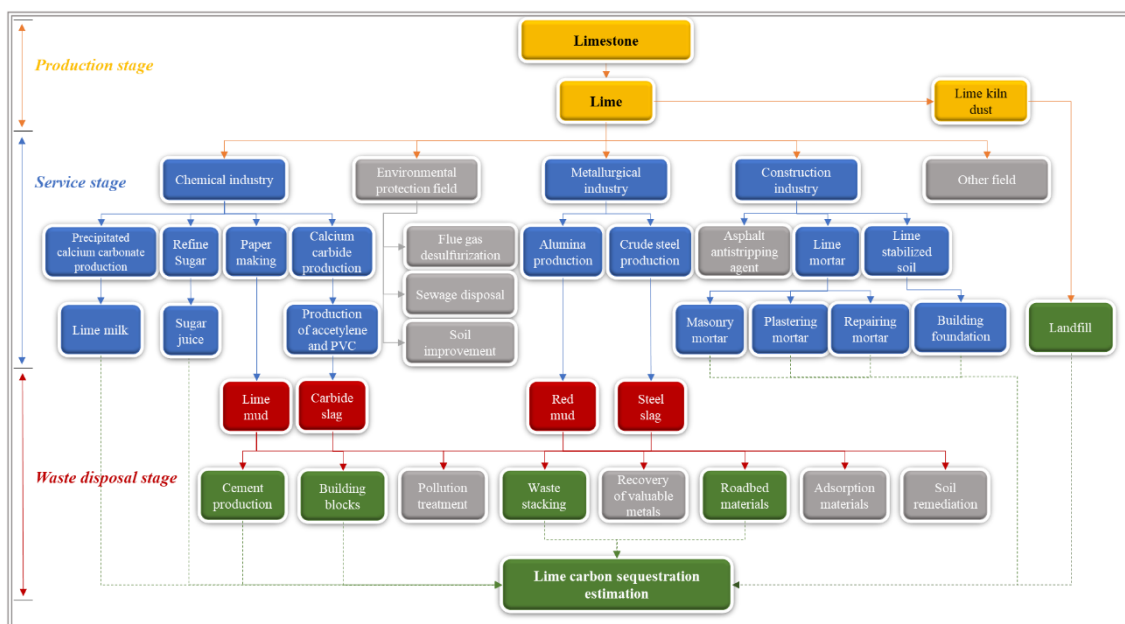 Limestone
Production stage
Lime
Lime kiln
dust
Service stage
Chemical industry
Environmental
protection field
Metallurgical
industry
Construction
industry
Other field
Precipitated
calcium carbonate
production
Refine
Sugar
Paper
making
Calcium
carbide
production
Flue gas
desulfurization
Alumina
production
Crude steel
production
Asphalt
antistripping
agent
Lime
mortar
Lime
stabilized
soil
Sewage disposal
Lime milk
Sugar
juice
Production
of accetylene
and PVC
Soil
improvement
Masonry
mortar
Plastering
mortar
Repairing
mortar
Building
foundation
Landfill
Lime
mud
Carbide
slag
Red
mud
Steel
slag
Waste disposal stage
Cement
production
Building
blocks
Pollution
treatment
Waste
stacking
Recovery
of valuable
metals
Roadbed
materials
Adsorption
materials
Soil
remediation
Lime carbon sequestration
estimation